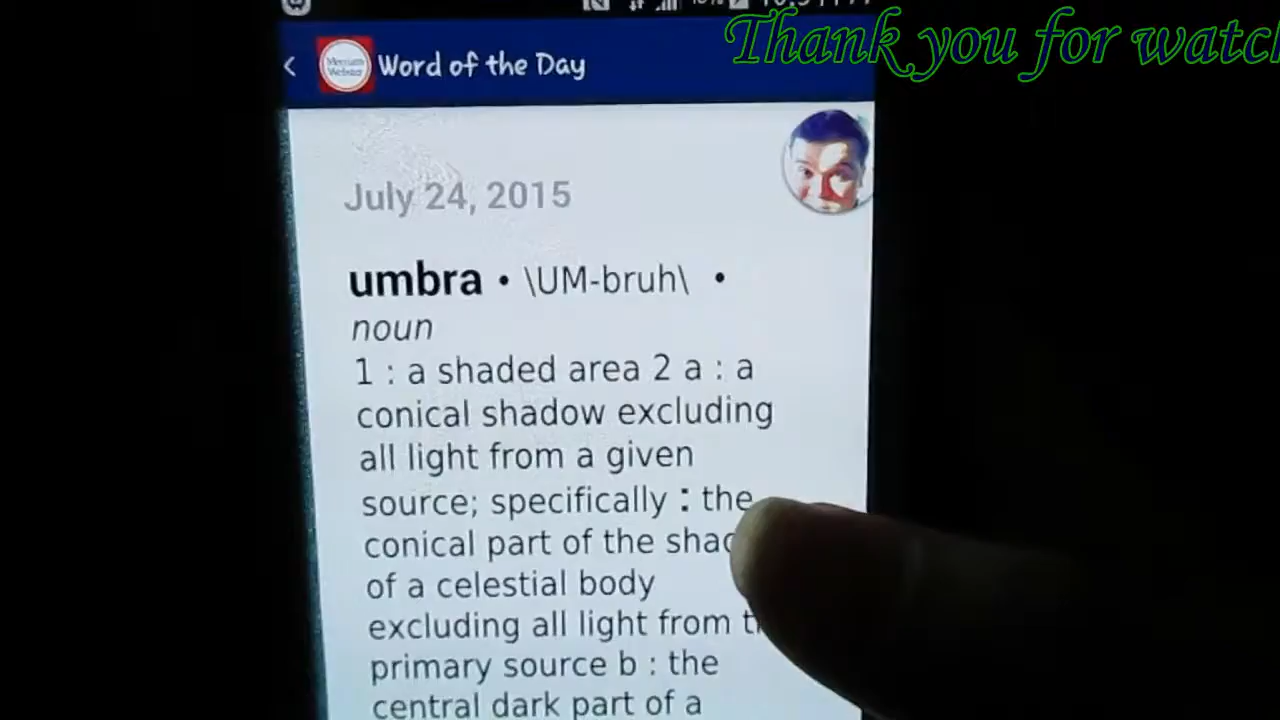 Thank you for
Merriam
Webster
Word of the Day
July 24, 2015
umbra • \UM-bruh\ •
noun
1 : a shaded area 2 a : a
conical shadow excluding
all light from a given
source; specifically : the
conical part of the
of a celestial body
excluding all light from
primary source b : the
central dark part of a